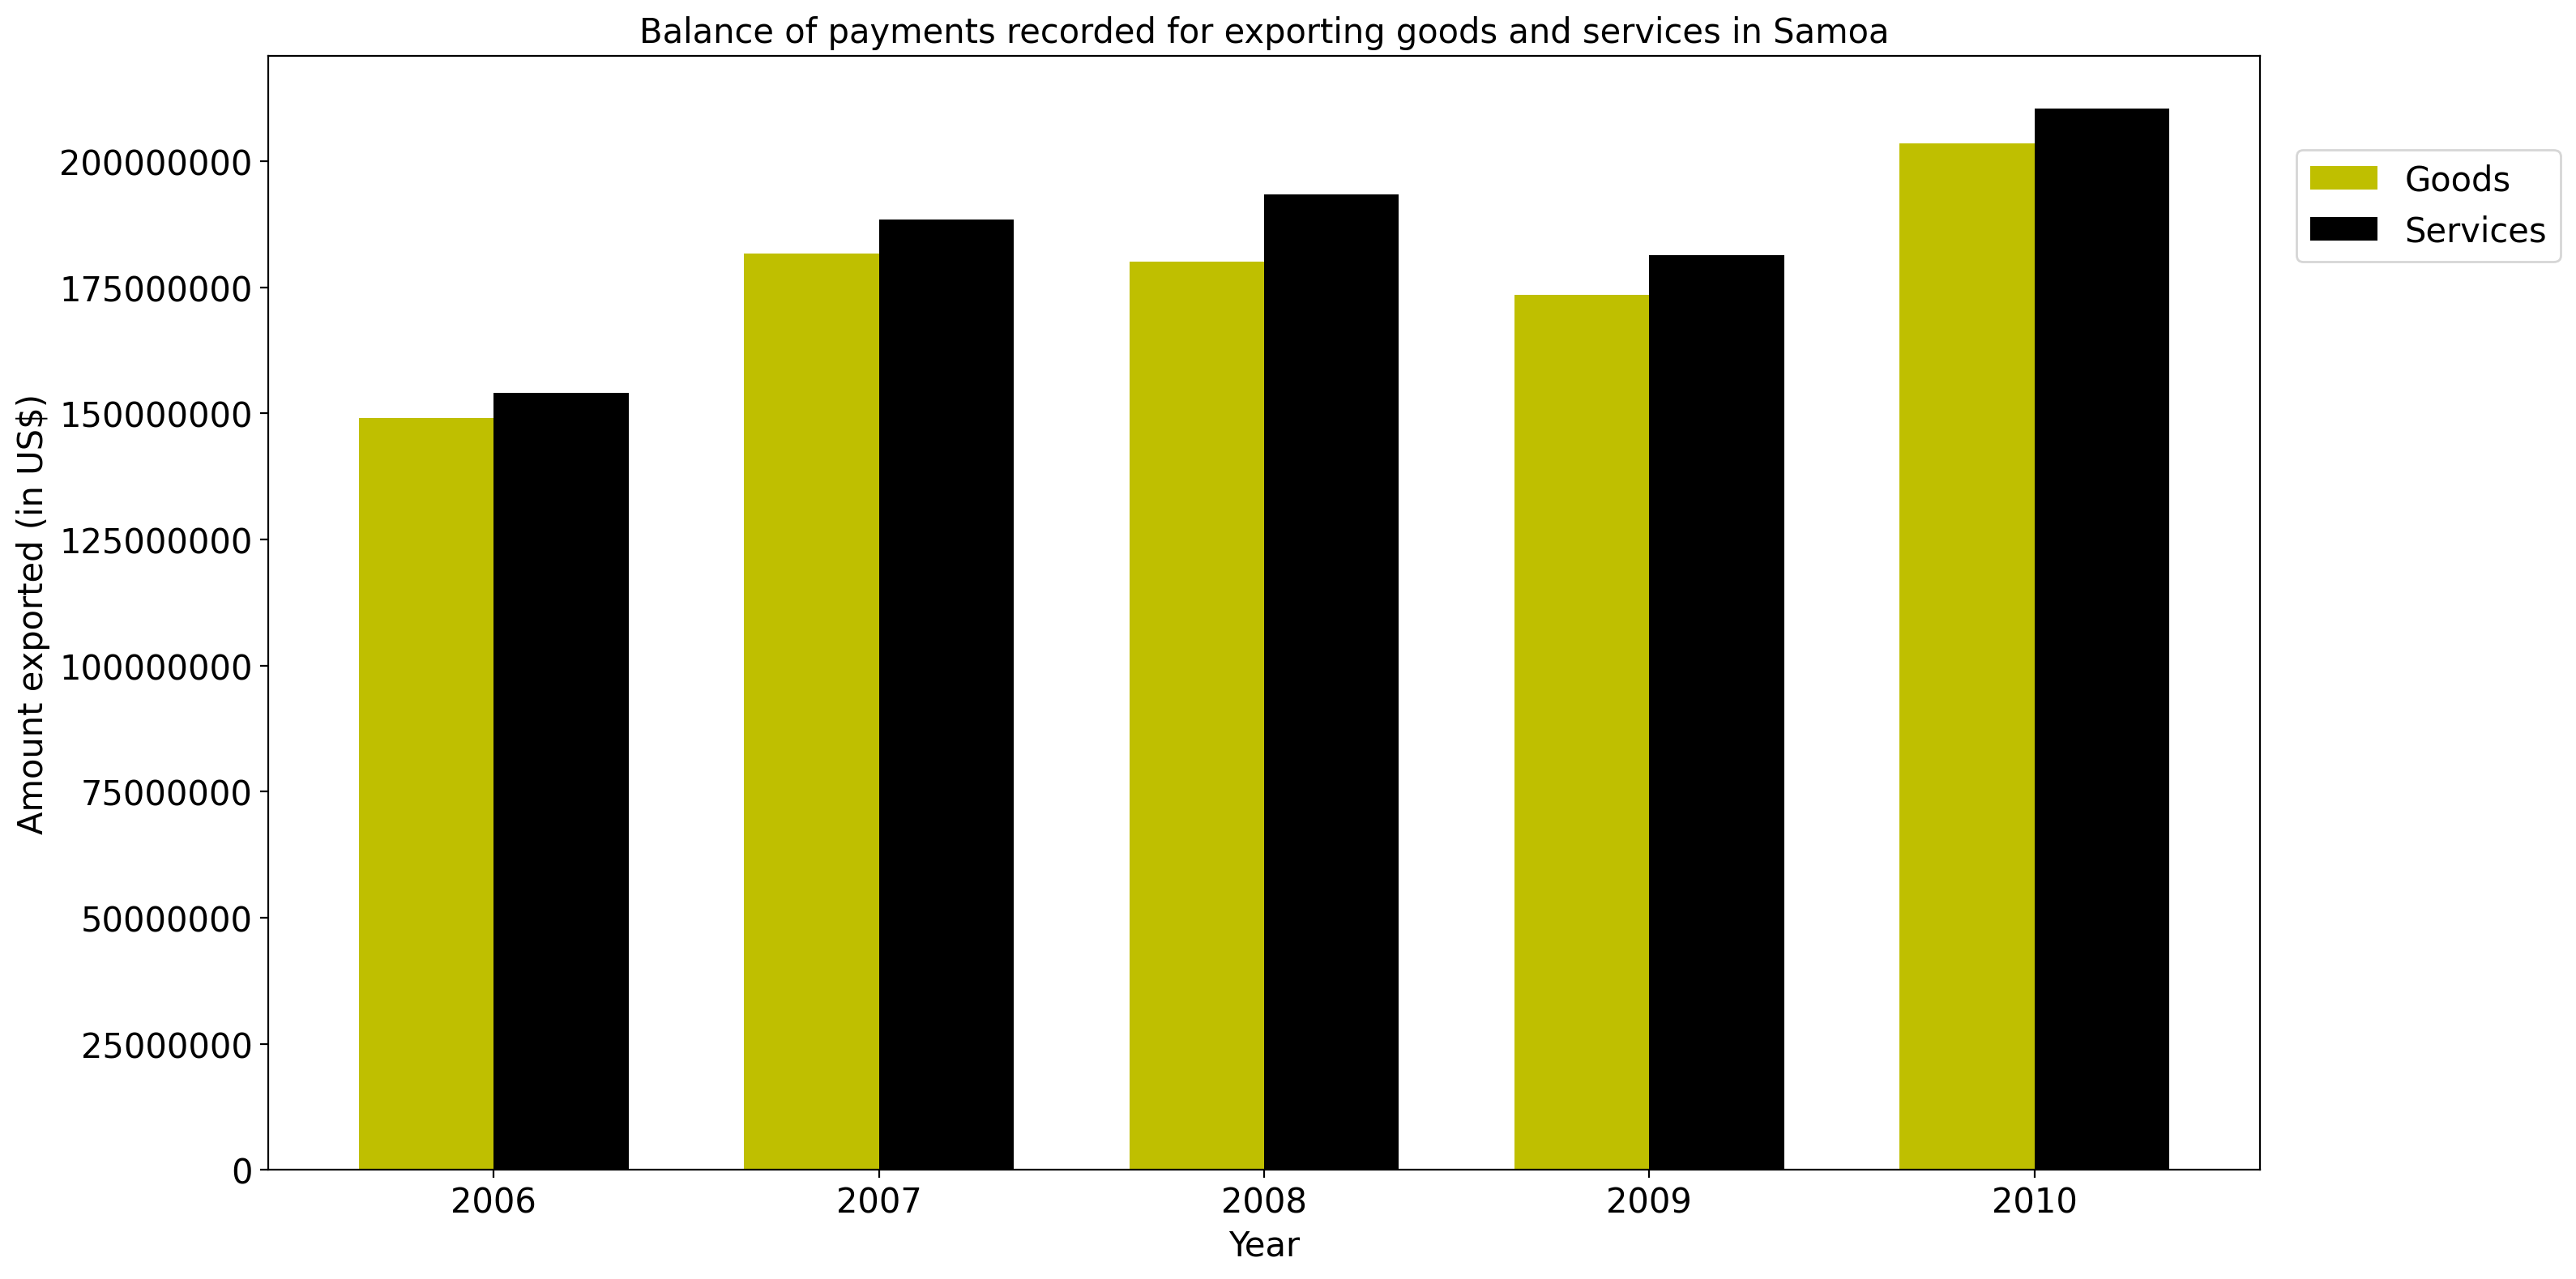 Balance of payments recorded for exporting goods and services in Samoa
Amount exported (in US$)
200000000
175000000
150000000
125000000
100000000
75000000
50000000
25000000
0
2006 2007 2008 2009 2010
Year
Goods
Services